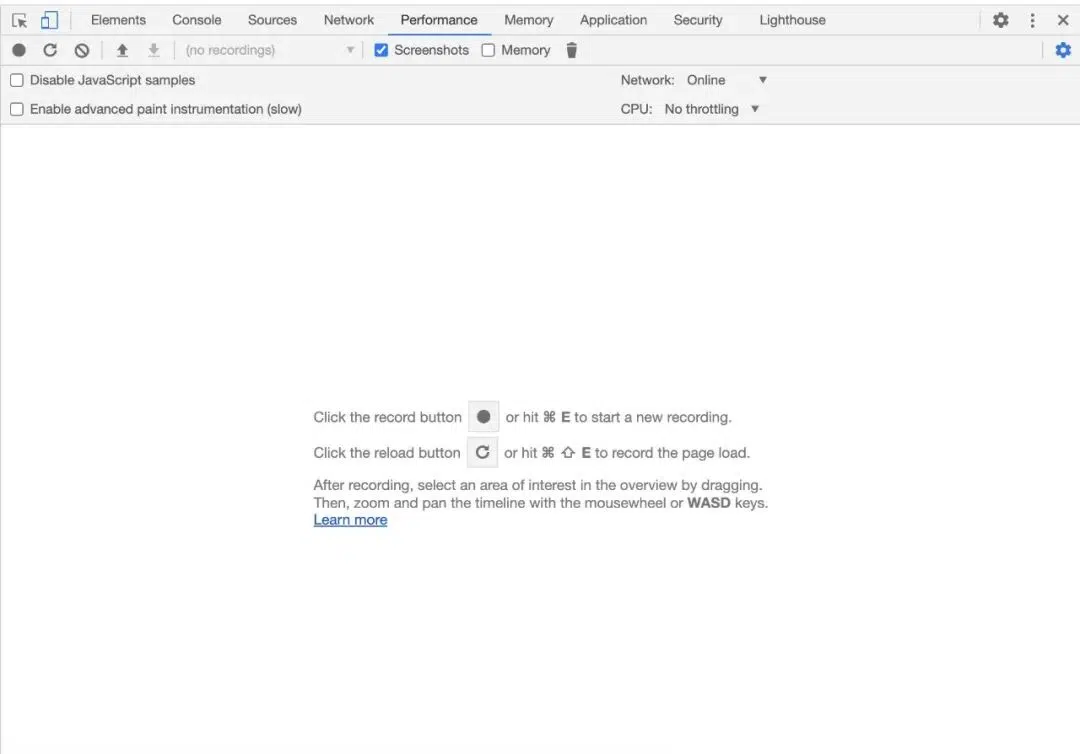 Elements Console Sources Network Performance Memory Application Security Lighthouse
(no recordings) Screenshots Memory
Disable JavaScript samples Network: Online
Enable advanced paint instrumentation (slow) CPU: No throttling
Click the record button or hit ⌘ E to start a new recording.
Click the reload button or hit ⌘ ⇧ E to record the page load.
After recording, select an area of interest in the overview by dragging.
Then, zoom and pan the timeline with the mousewheel or WASD keys.
Learn more